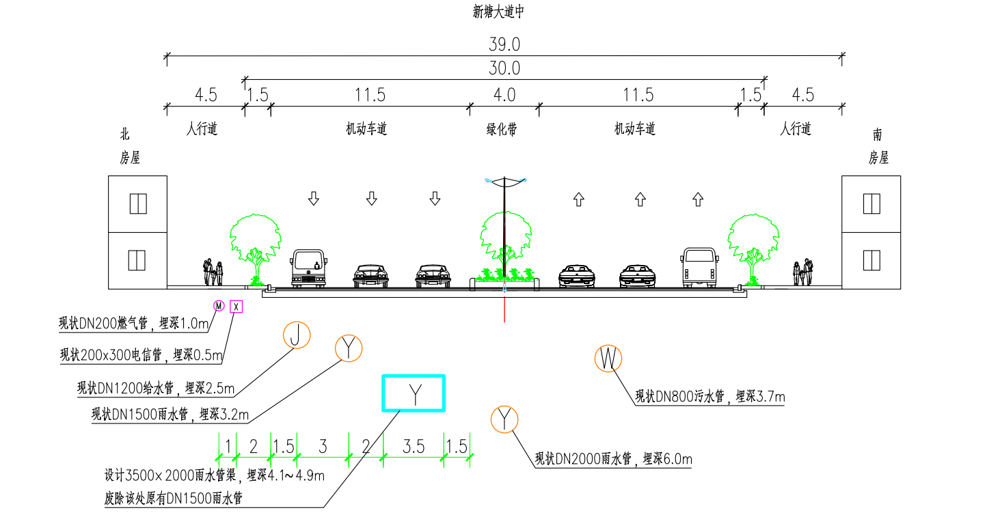 新塘大道中
39.0
30.0
4.5 1.5 11.5 4.0 11.5 1.5 4.5
人行道 机动车道 绿化带 机动车道 人行道
北 南
房屋 房屋
M X
现状DN200燃气管，埋深1.0m
J Y W
现状200x300电信管，埋深0.5m
现状DN1200给水管，埋深2.5m
Y
现状DN800污水管，埋深3.7m
现状DN1500雨水管，埋深3.2m
Y
1 2 1.5 3 2 3.5 1.5
现状DN2000雨水管，埋深6.0m
设计3500x2000雨水管渠，埋深4.1~4.9m
废除该处原有DN1500雨水管